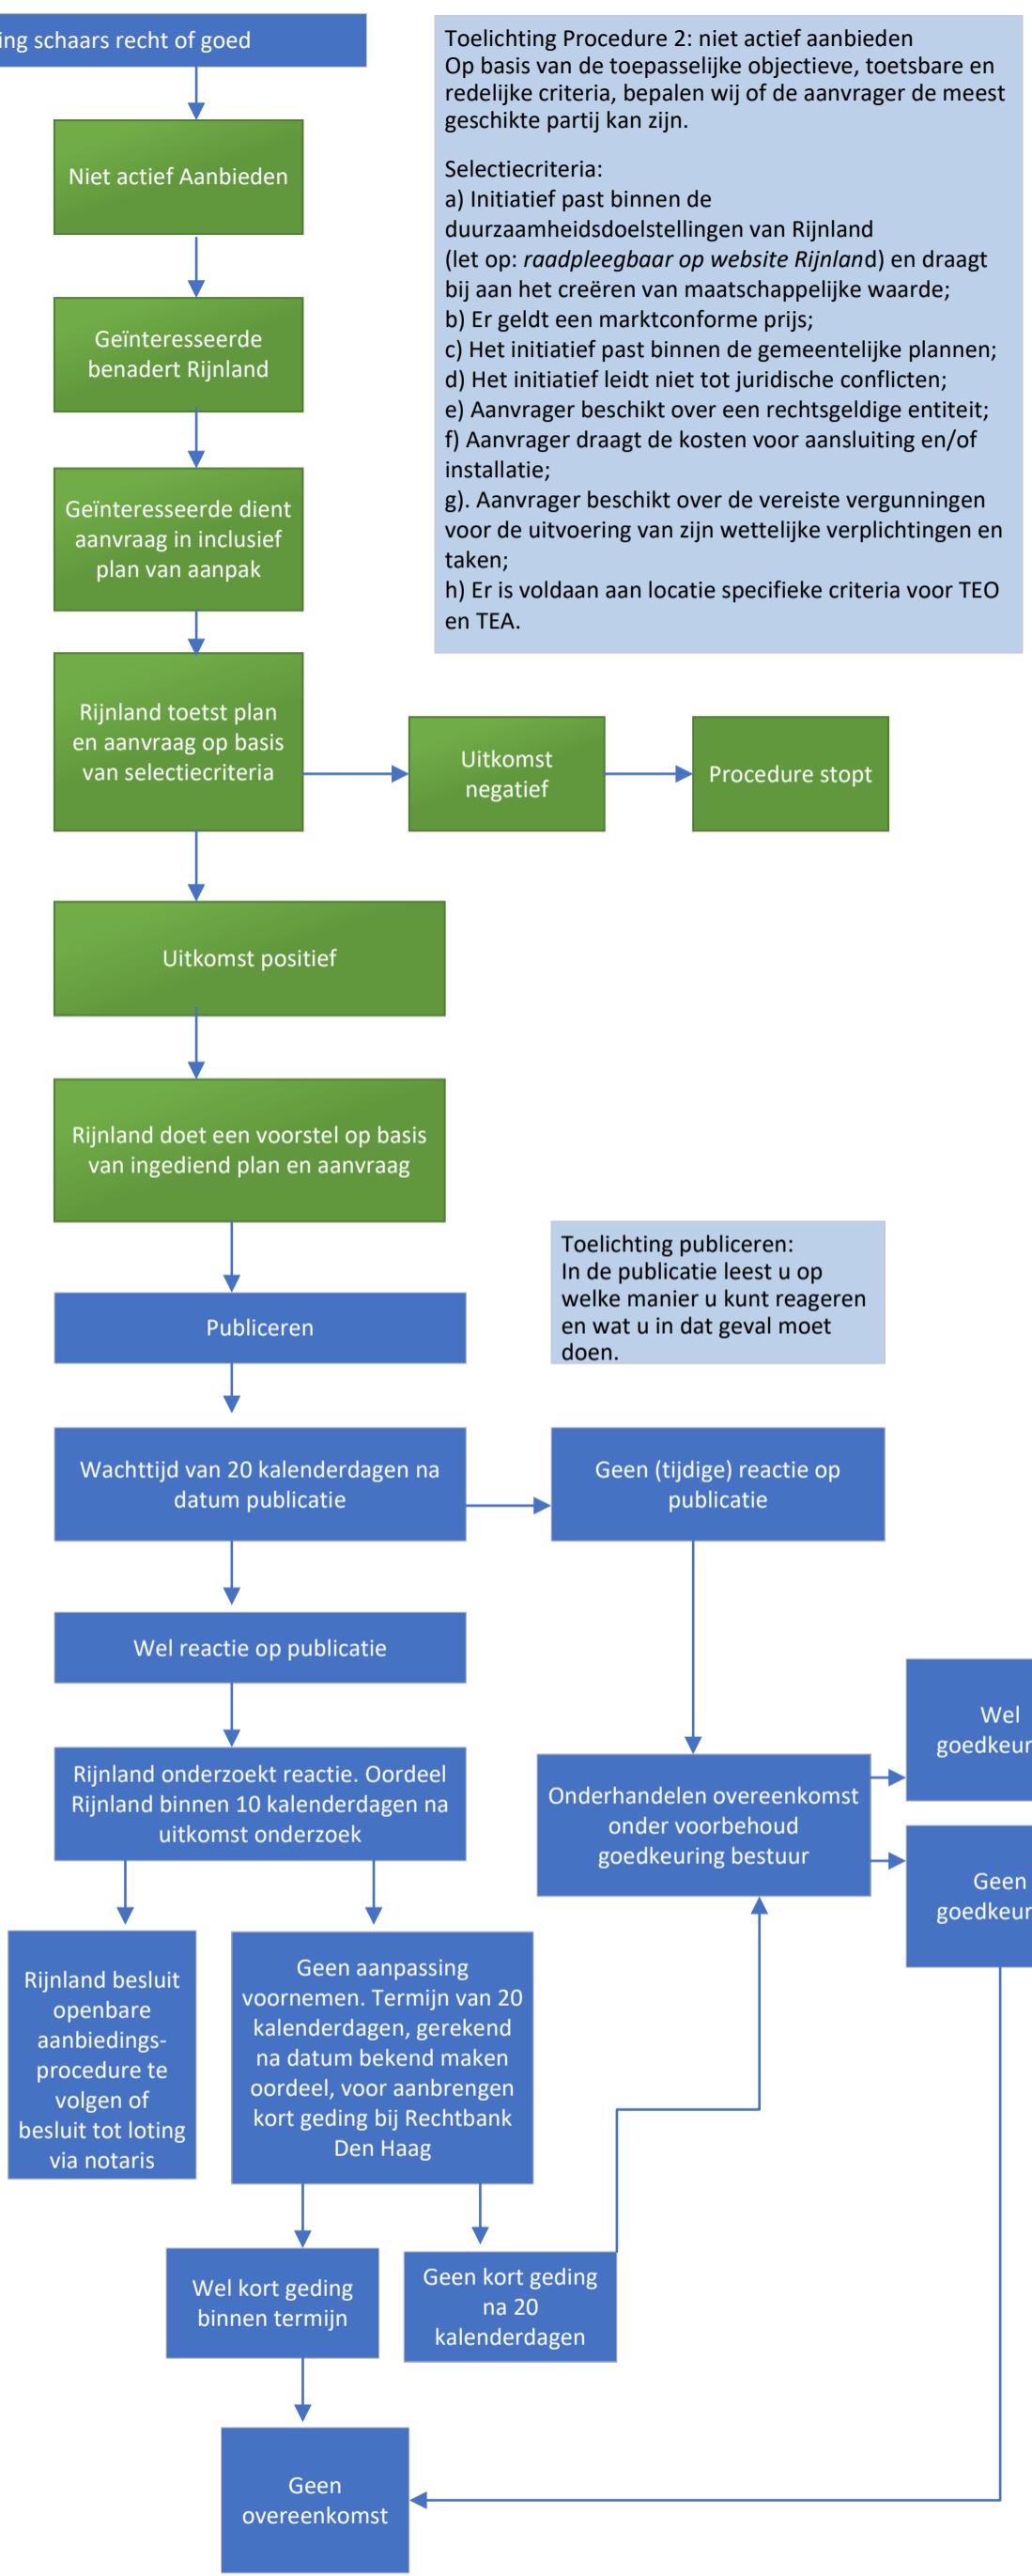 ing schaars recht of goed
Toelichting Procedure 2: niet actief aanbieden
Op basis van de toepasselijke objectieve, toetsbare en
redelijke criteria, bepalen wij of de aanvrager de meest
geschikte partij kan zijn.
Selectiecriteria:
a) Initiatief past binnen de
duurzaamheidsdoelstellingen van Rijnland
(let op: raadpleegbaar op website Rijnland) en draagt
bij aan het creëren van maatschappelijke waarde;
b) Er geldt een marktconforme prijs;
c) Het initiatief past binnen de gemeentelijke plannen;
d) Het initiatief leidt niet tot juridische conflicten;
e) Aanvrager beschikt over een rechtsgeldige entiteit;
f) Aanvrager draagt de kosten voor aansluiting en/of
installatie;
g). Aanvrager beschikt over de vereiste vergunningen
voor de uitvoering van zijn wettelijke verplichtingen en
taken;
h) Er is voldaan aan locatie specifieke criteria voor TEO
en TEA.
Niet actief Aanbieden
Geïnteresseerde
benadert Rijnland
Geïnteresseerde dient
aanvraag in inclusief
plan van aanpak
Rijnland toetst plan
en aanvraag op basis
van selectiecriteria
Uitkomst
negatief
Procedure stopt
Uitkomst positief
Rijnland doet een voorstel op basis
van ingediend plan en aanvraag
Toelichting publiceren:
In de publicatie leest u op
welke manier u kunt reageren
en wat u in dat geval moet
doen.
Publiceren
Wachttijd van 20 kalenderdagen na
datum publicatie
Geen (tijdige) reactie op
publicatie
Wel reactie op publicatie
Wel
goedkeur
Rijnland onderzoekt reactie. Oordeel
Rijnland binnen 10 kalenderdagen na
uitkomst onderzoek
Onderhandelen overeenkomst
onder voorbehoud
goedkeuring bestuur
Geen
goedkeur
Rijnland besluit
openbare
aanbiedings-
procedure te
volgen of
besluit tot loting
via notaris
Geen aanpassing
voornemen. Termijn van 20
kalenderdagen, gerekend
na datum bekend maken
oordeel, voor aanbrengen
kort geding bij Rechtbank
Den Haag
Wel kort geding
binnen termijn
Geen kort geding
na 20
kalenderdagen
Geen
overeenkomst